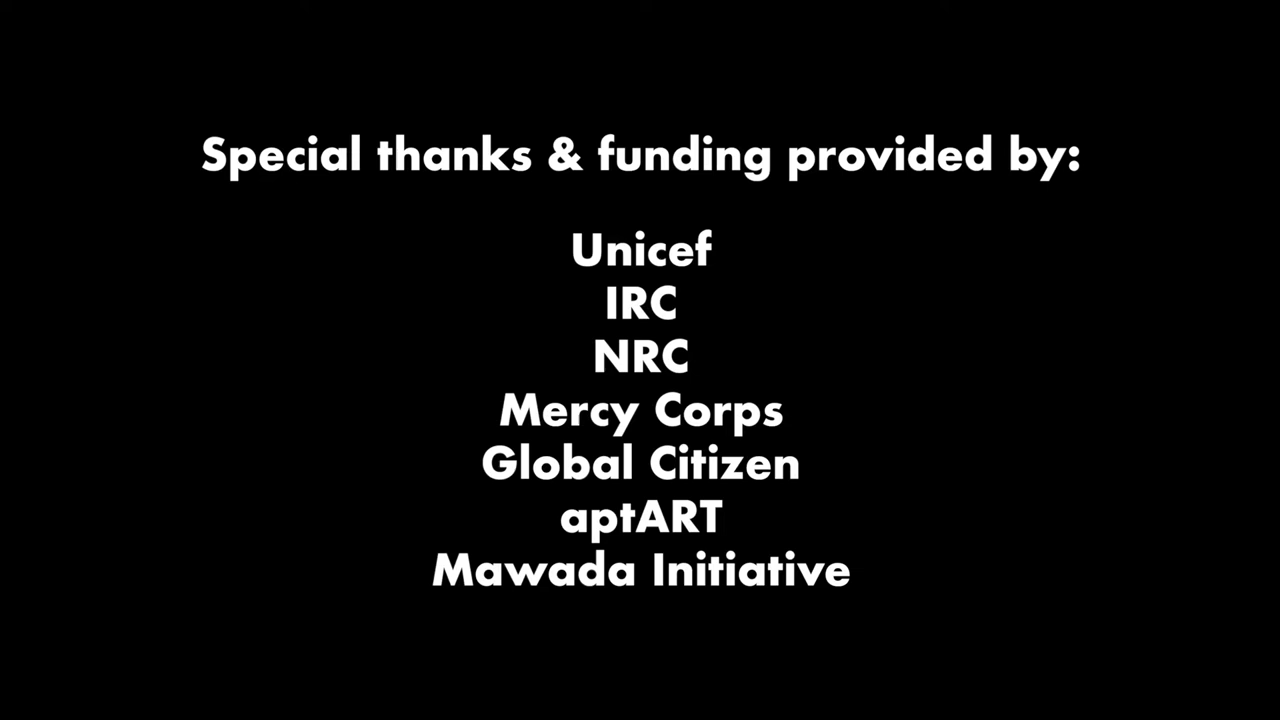 Special thanks & funding provided by:
Unicef
IRC
NRC
Mercy Corps
Global Citizen
aptART
Mawada Initiative